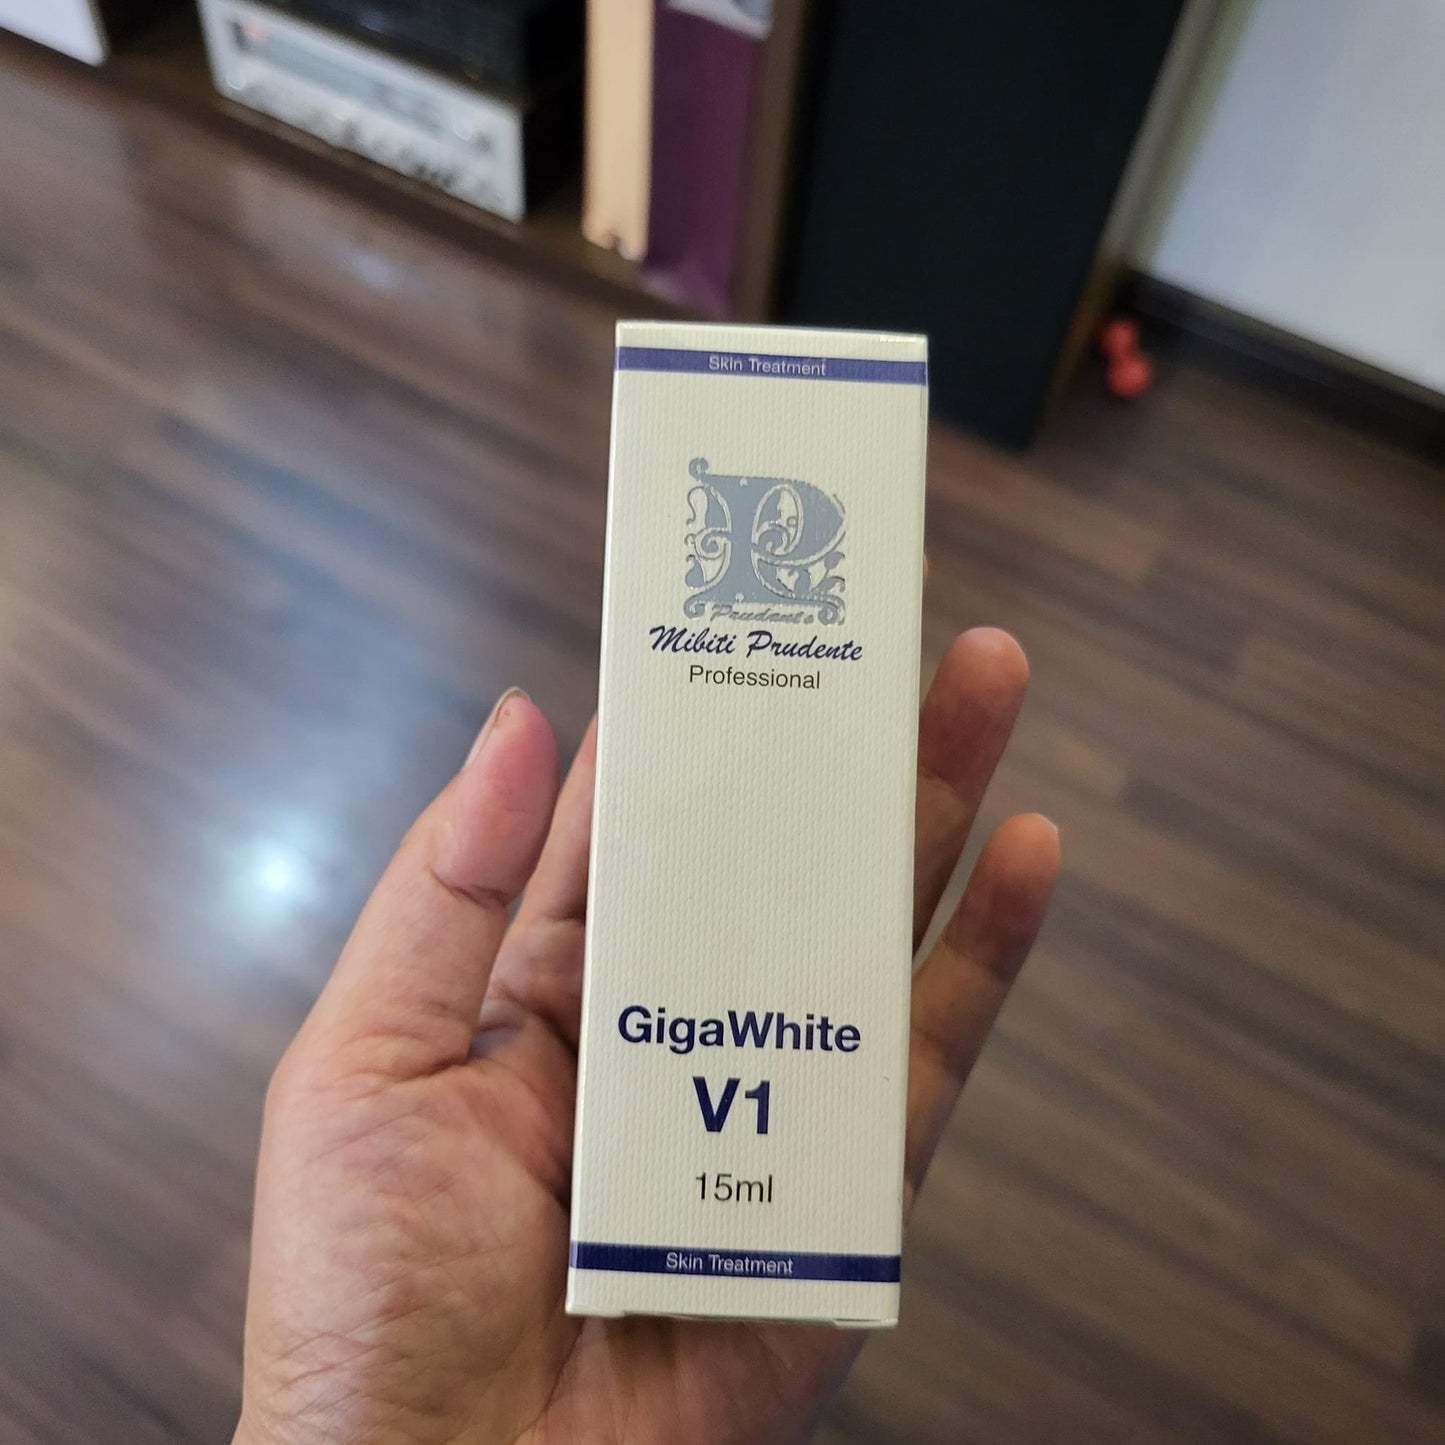 Skin Treatment
Prudente
Mibiti Prudente
Professional
GigaWhite
V1
15ml
Skin Treatment